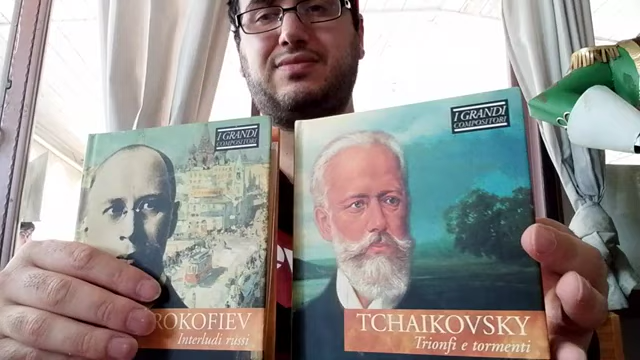 I GRANDI
COMPOSITORI
ROKOFIEV
Interludi russi
I GRANDI
COMPOSITORI
TCHAIKOVSKY
Trionfi e tormenti